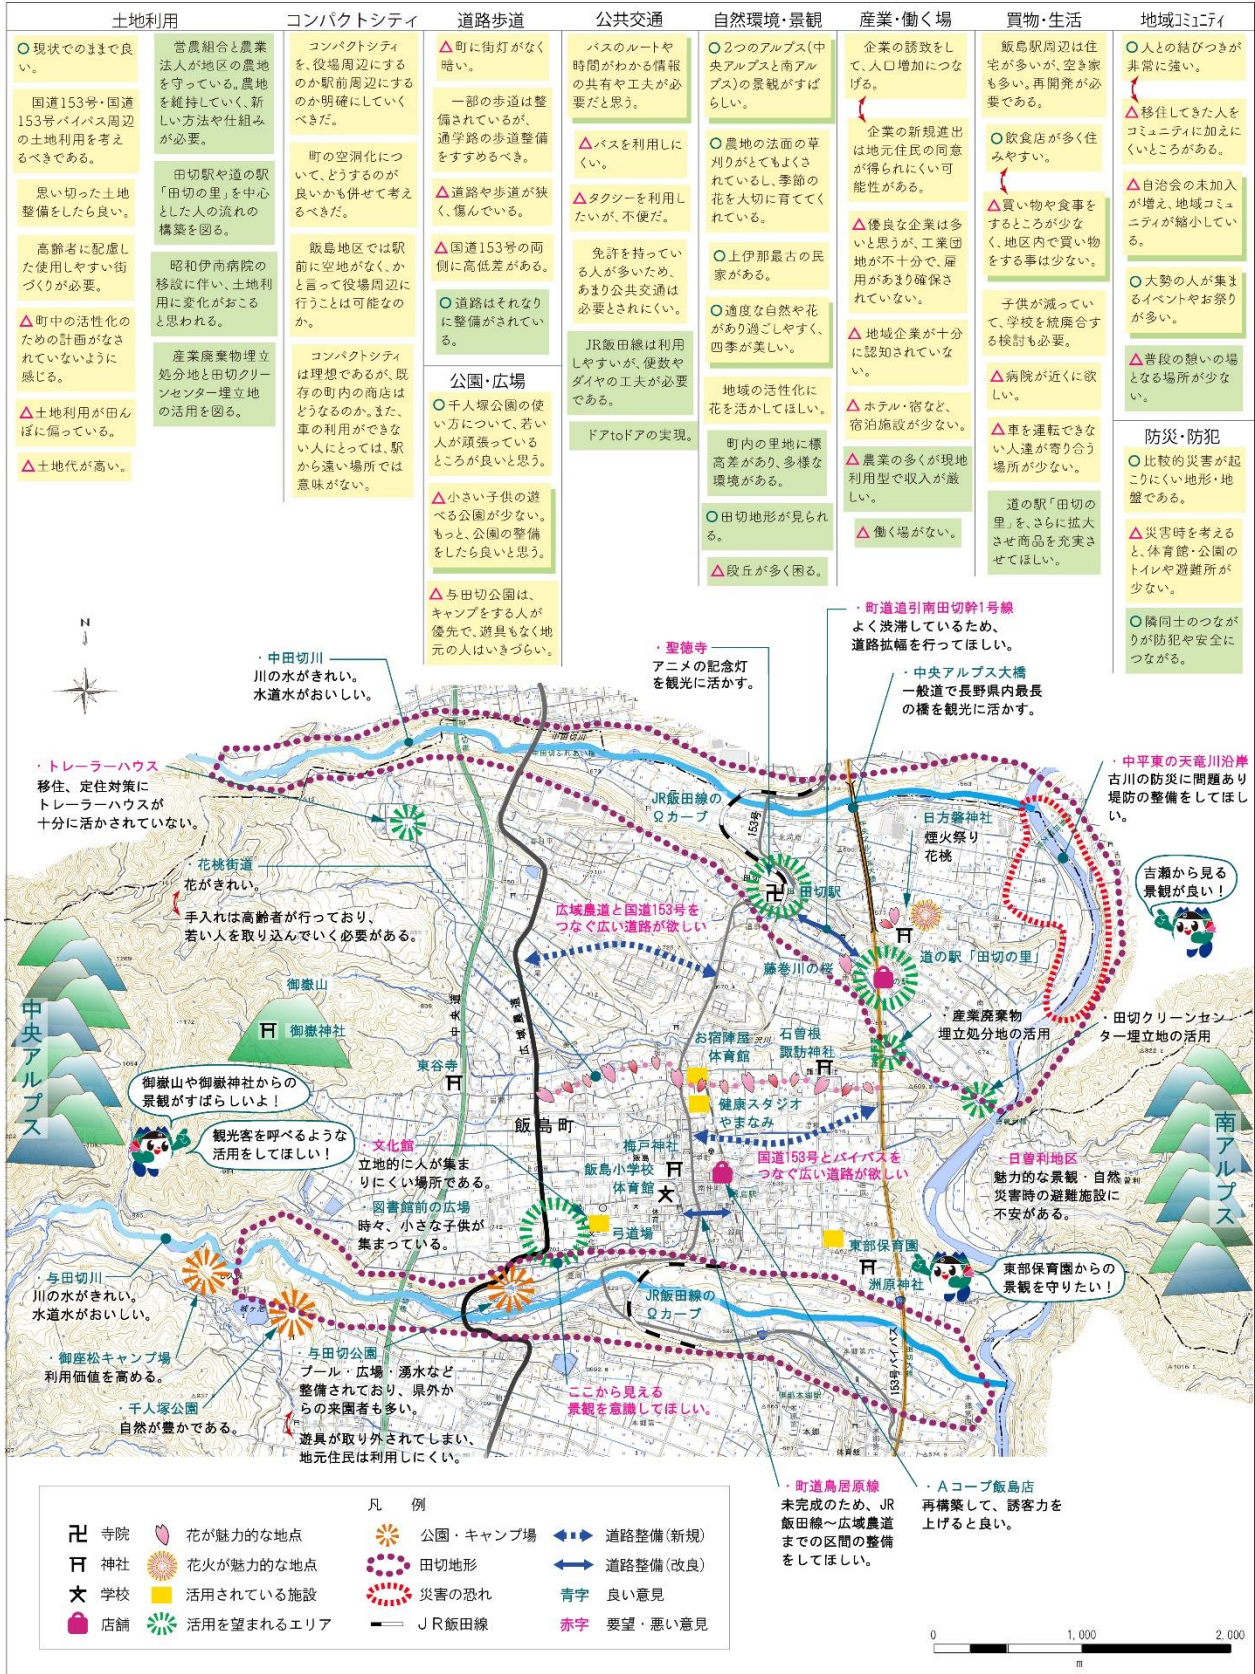 土地利用
○現状でのままで良
い。
国道153号・国道
153号バイパス周辺
の土地利用を考え
るべきである。
思い切った土地
整備をしたら良い。
高齢者に配慮し
た使用しやすい街
づくりが必要。
△町中の活性化の
ための計画がなさ
れていないように
感じる。
△土地利用が田ん
ぼに偏っている。
△土地代が高い。
営農組合と農業
法人が地区の農地
を守っている。農地
を維持していく、新
しい方法や仕組み
が必要。
田切駅や道の駅
「田切の里」を中心
とした人の流れの
構築を図る。
昭和伊南病院の
移設に伴い、土地利
用に変化がおこる
と思われる。
産業廃棄物埋立
処分地と田切クリー
ンセンター埋立地
の活用を図る。
コンパクトシティ
コンパクトシティ
を、役場周辺にする
のか駅前周辺にする
のか明確にしていく
べきだ。
町の空洞化につ
いて、どうするのが
良いかも併せて考え
るべきだ。
飯島地区では駅
前に空地がなく、か
と言って役場周辺に
行うことは可能なの
か。
コンパクトシティ
は理想であるが、既
存の町内の商店は
どうなるのか。また、
車の利用ができな
い人にとっては、駅
から遠い場所では
意味がない。
道路歩道
△町に街灯がなく
暗い。
一部の歩道は整
備されているが、
通学路の歩道整備
をすすめるべき。
△道路や歩道が狭
く、傷んでいる。
△国道153号の両
側に高低差がある。
○道路はそれなり
に整備がされてい
る。
公園・広場
○千人塚公園の使
い方について、若い
人が頑張っている
ところが良いと思う。
△小さい子供の遊
べる公園が少ない。
もっと、公園の整備
をしたら良いと思う。
△与田切公園は、
キャンプをする人が
優先で、遊具もなく地
元の人はいきづらい。
公共交通
バスのルートや
時間がわかる情報
の共有や工夫が必
要だと思う。
△バスを利用しに
くい。
△タクシーを利用し
たいが、不便だ。
免許を持ってい
る人が多いため、
あまり公共交通は
必要とされにくい。
JR飯田線は利用
しやすいが、便数や
ダイヤの工夫が必要
である。
ドアtoドアの実現。
自然環境・景観
○2つのアルプス(中
央アルプスと南アル
プス)の景観がすば
らしい。
○農地の法面の草
刈りがとてもよくさ
れているし、季節の
花を大切に育ててく
れている。
○上伊那最古の民
家がある。
○適度な自然や花
があり過ごしやすく、
四季が美しい。
地域の活性化に
花を活かしてほしい。
町内の里地に標
高差があり、多様な
環境がある。
○田切地形が見られ
る。
△段丘が多く困る。
産業・働く場
企業の誘致をし
て、人口増加につな
げる。
企業の新規進出
は地元住民の同意
が得られにくい可
能性がある。
△優良な企業は多
いと思うが、工業団
地が不十分で、雇
用があまり確保さ
れていない。
△地域企業が十分
に認知されていな
い。
△ホテル・宿など、
宿泊施設が少ない。
△農業の多くが現地
利用型で収入が厳
しい。
△働く場がない。
買物・生活
飯島駅周辺は住
宅が多いが、空き家
も多い。再開発が必
要である。
○飲食店が多く住
みやすい。
△買い物や食事を
するところが少な
く、地区内で買い物
をする事は少ない。
子供が減ってい
て、学校を統廃合す
る検討も必要。
△病院が近くに欲
しい。
△車を運転できな
い人達が寄り合う
場所が少ない。
道の駅「田切の
里」を、さらに拡大
させ商品を充実さ
せてほしい。
地域コミュニティ
○人との結びつきが
非常に強い。
△移住してきた人を
コミュニティに加えに
くいところがある。
△自治会の未加入
が増え、地域コミュ
ニティが縮小してい
る。
○大勢の人が集ま
るイベントやお祭り
が多い。
△普段の憩いの場
となる場所が少な
い。
防災・防犯
○比較的災害が起
こりにくい地形・地
盤である。
△災害時を考える
と、体育館・公園の
トイレや避難所が
少ない。
○隣同士のつなが
りが防犯や安全に
つながる。
N
・中田切川
川の水がきれい。
水道水がおいしい。
・聖徳寺
アニメの記念灯
を観光に活かす。
・町道追引南田切幹1号線
よく渋滞しているため、
道路拡幅を行ってほしい。
・中央アルプス大橋
一般道で長野県内最長
の橋を観光に活かす。
・中平東の天竜川沿岸
古川の防災に問題あり
堤防の整備をしてほし
い。
・トレーラーハウス
移住、定住対策に
トレーラーハウスが
十分に活かされていない。
JR飯田線の
Ωカーブ
153号
・日方磐神社
煙火祭り
花桃
吉瀬から見る
景観が良い！
・花桃街道
花がきれい。
手入れは高齢者が行っており、
若い人を取り込んでいく必要がある。
広域農道と国道153号を
つなぐ広い道路が欲しい
田切駅
藤巻川の桜
道の駅「田切の里」
・産業廃棄物
埋立処分地の活用
・田切クリーンセン
ター埋立地の活用
中央アルプス
御嶽山
御嶽神社
中央道
広域農道
東谷寺
お宿陣屋
体育館
石曽根
諏訪神社
健康スタジオ
やまなみ
南アルプス
御嶽山や御嶽神社からの
景観がすばらしいよ！
観光客を呼べるような
活用をしてほしい！
飯島町
・文化館
立地的に人が集ま
りにくい場所である。
・図書館前の広場
時々、小さな子供が
集まっている。
梅戸神社
飯島小学校
体育館
弓道場
国道153号とバイパスを
つなぐ広い道路が欲しい
・日曽利地区
魅力的な景観・自然
災害時の避難施設に
不安がある。
東部保育園
洲原神社
東部保育園からの
景観を守りたい！
・与田切川
川の水がきれい。
水道水がおいしい。
・御座松キャンプ場
利用価値を高める。
・千人塚公園
自然が豊かである。
・与田切公園
プール・広場・湧水など
整備されており、県外か
らの来園者も多い。
遊具が取り外されてしまい、
地元住民は利用しにくい。
JR飯田線の
Ωカーブ
153号バイパス
ここから見える
景観を意識してほしい。
・町道鳥居原線
未完成のため、JR
飯田線～広域農道
までの区間の整備
をしてほしい。
・Aコープ飯島店
再構築して、誘客力を
上げると良い。
凡 例
寺院
花が魅力的な地点
公園・キャンプ場
道路整備(新規)
神社
花火が魅力的な地点
田切地形
道路整備(改良)
学校
活用されている施設
災害の恐れ
青字 良い意見
店舗
活用を望まれるエリア
JR飯田線
赤字 要望・悪い意見
0 1,000 2,000
m